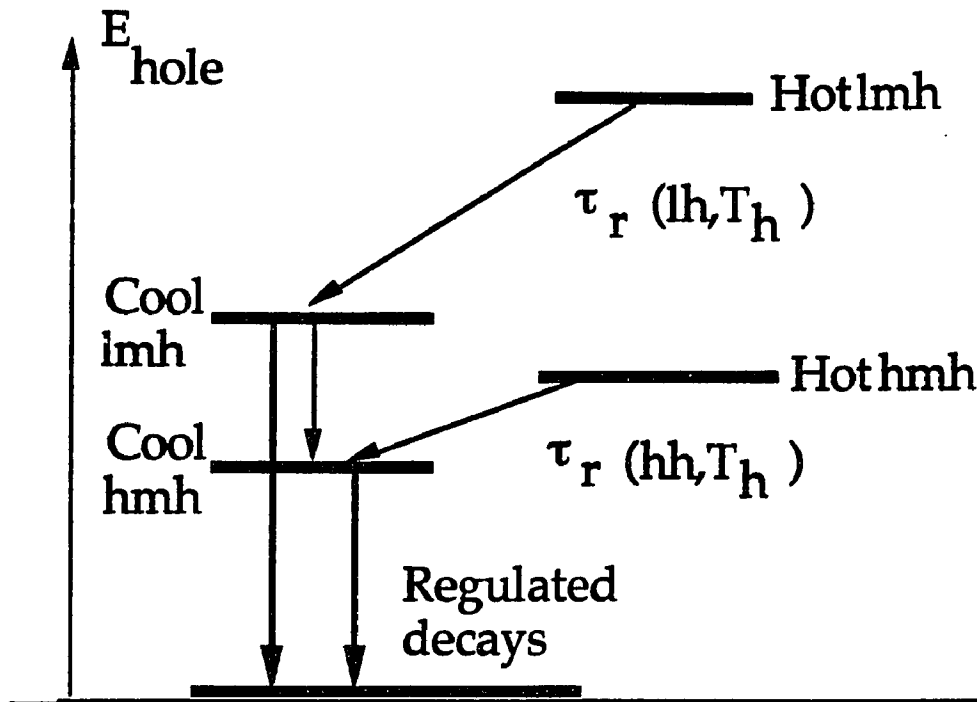 E
hole
Hot lmh
τ r (lh,T h )
Cool
lmh
Hot hmh
Cool
hmh
τ r (hh,T h )
Regulated
decays